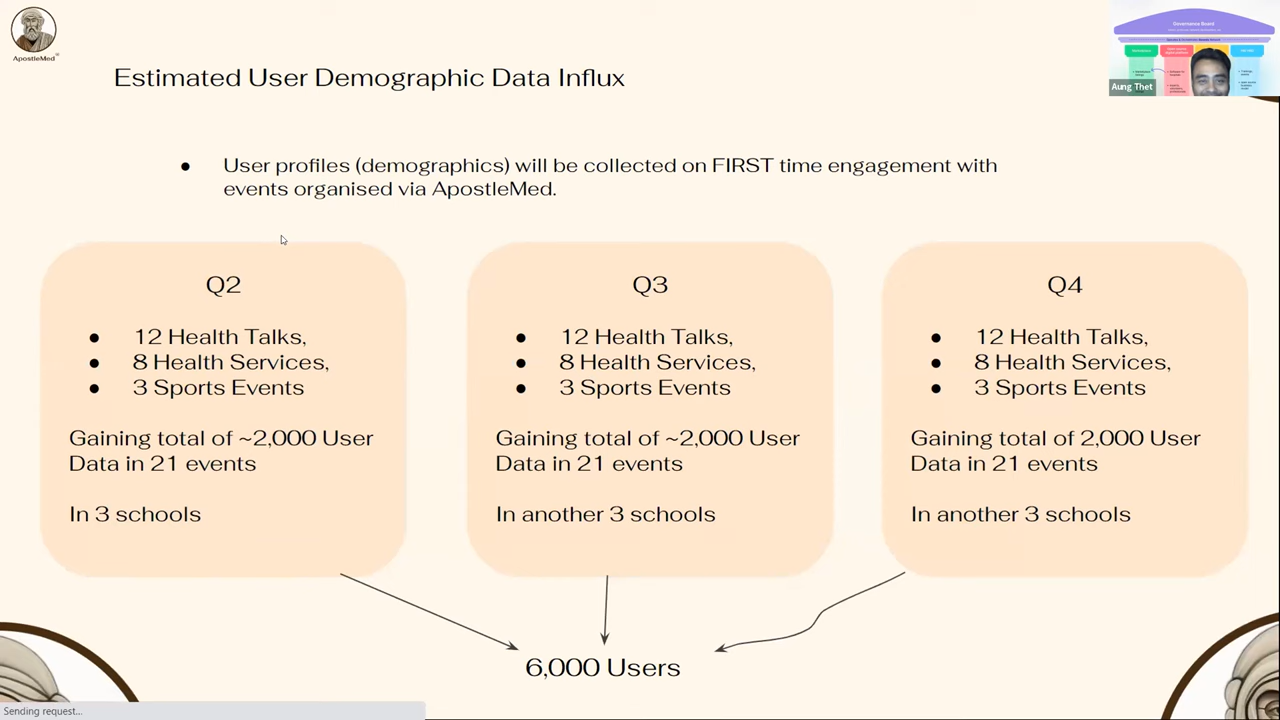 ApostleMed
Governance Board
Aung Thet
Estimated User Demographic Data Influx
● User profiles (demographics) will be collected on FIRST time engagement with
events organised via ApostleMed.
Q2
● 12 Health Talks,
● 8 Health Services,
● 3 Sports Events
Gaining total of ~2,000 User
Data in 21 events
In 3 schools
Q3
● 12 Health Talks,
● 8 Health Services,
● 3 Sports Events
Gaining total of ~2,000 User
Data in 21 events
In another 3 schools
Q4
● 12 Health Talks,
● 8 Health Services,
● 3 Sports Events
Gaining total of 2,000 User
Data in 21 events
In another 3 schools
6,000 Users
Sending request...